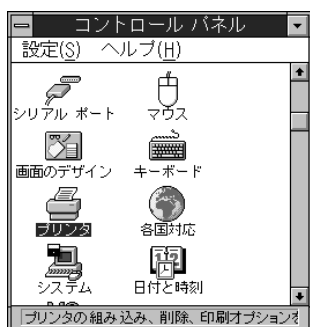 コントロール パネル
設定(S) ヘルプ(H)
シリアル ポート マウス
画面のデザイン キーボード
プリンタ 各国対応
システム 日付と時刻
プリンタの組み込み、削除、印刷オプションを